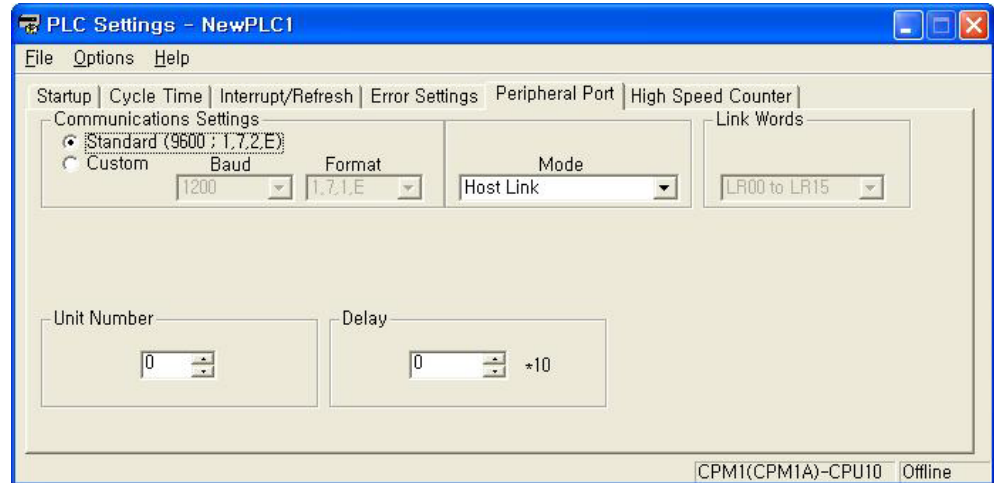 PLC Settings - NewPLC1
File Options Help
Startup Cycle Time Interrupt/Refresh Error Settings Peripheral Port High Speed Counter
Communications Settings
Link Words
Standard (9600 ; 1,7,2,E)
Custom Baud Format Mode
1200 1,7,1,E Host Link LR00 to LR15
Unit Number Delay
0 0 *10
CPM1(CPM1A)-CPU10 Offline